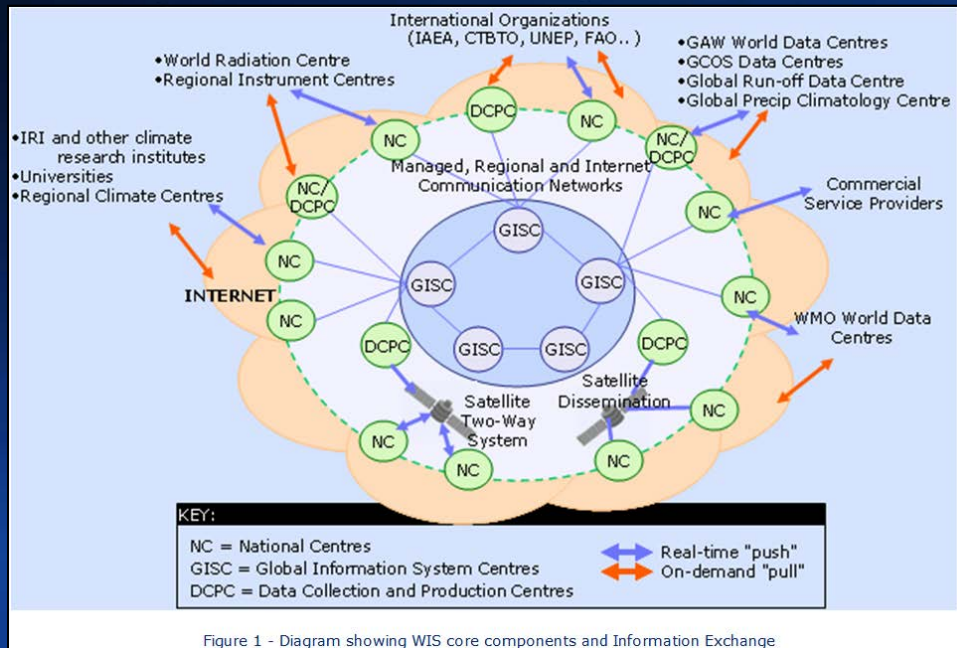 International Organizations
(IAEA, CTBTO, UNEP, FAO.. )
•World Radiation Centre
•Regional Instrument Centres
•GAW World Data Centres
•GCOS Data Centres
•Global Run-off Data Centre
•Global Precip Climatology Centre
•IRI and other climate
research institutes
•Universities
•Regional Climate Centres
DCPC
NC
NC
NC/
DCPC
Managed, Regional and Internet
Communication Networks
NC/
DCPC
Commercial
Service Providers
NC
GISC
NC
GISC
GISC
INTERNET
NC
NC
WMO World Data
Centres
DCPC
GISC
GISC
DCPC
Satellite
Two-Way
System
Satellite
Dissemination
NC
NC
NC
NC
KEY:
NC = National Centres
GISC = Global Information System Centres
DCPC = Data Collection and Production Centres
Real-time "push"
On-demand "pull"
Figure 1 - Diagram showing WIS core components and Information Exchange